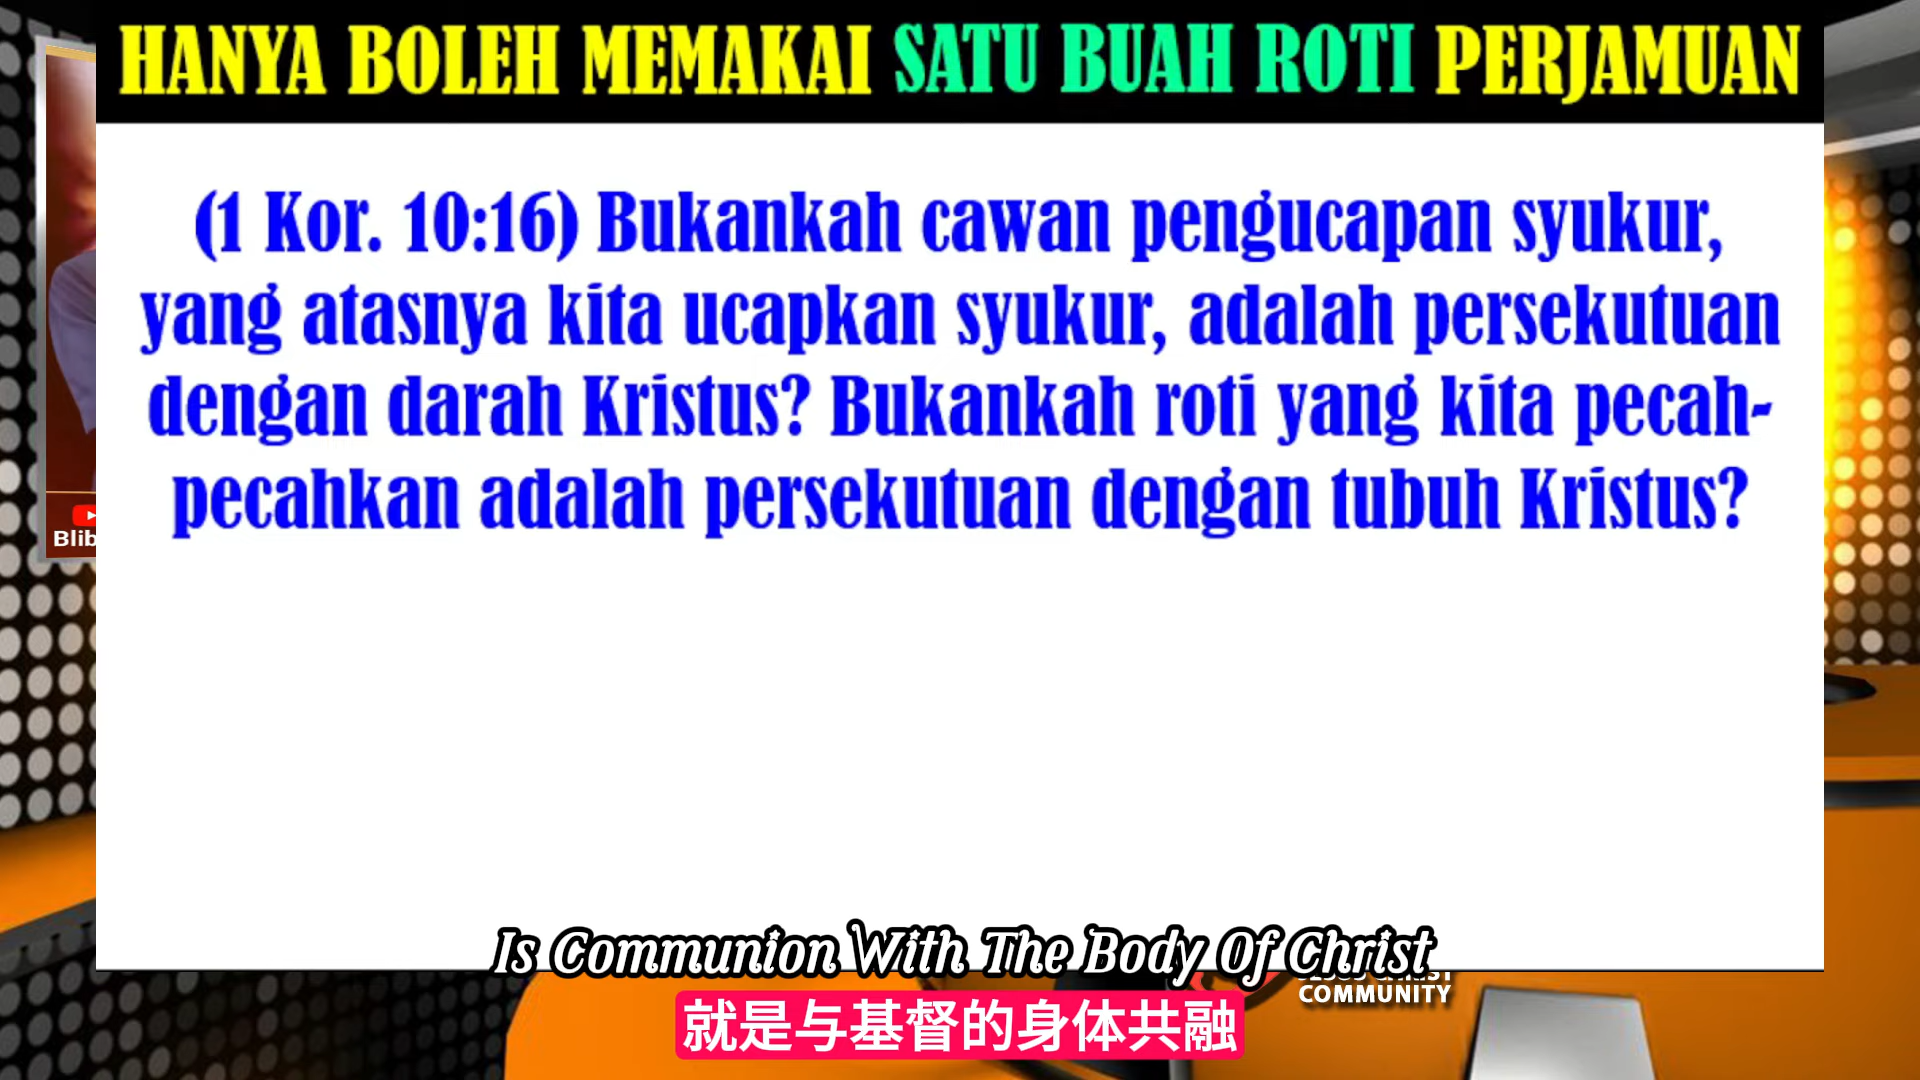 HANYA BOLEH MEMAKAI SATU BUAH ROTI PERJAMUAN
(1 Kor. 10:16) Bukankah cawan pengucapan syukur,
yang atasnya kita ucapkan syukur, adalah persekutuan
dengan darah Kristus? Bukankah roti yang kita pecah-
pecahkan adalah persekutuan dengan tubuh Kristus?
Is Communion With The Body Of Christ
COMMUNITY
就是与基督的身体共融